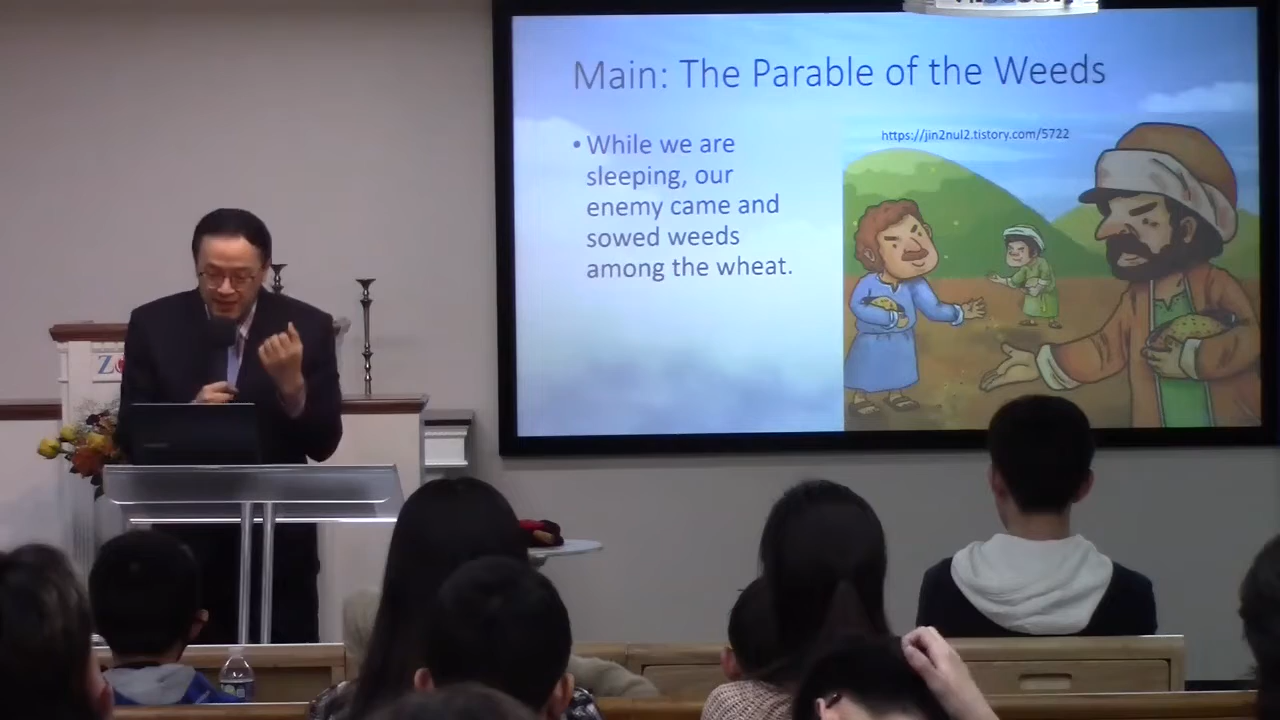 Main: The Parable of the Weeds
https://jin2nul2.tistory.com/5722
• While we are
sleeping, our
enemy came and
sowed weeds
among the wheat.